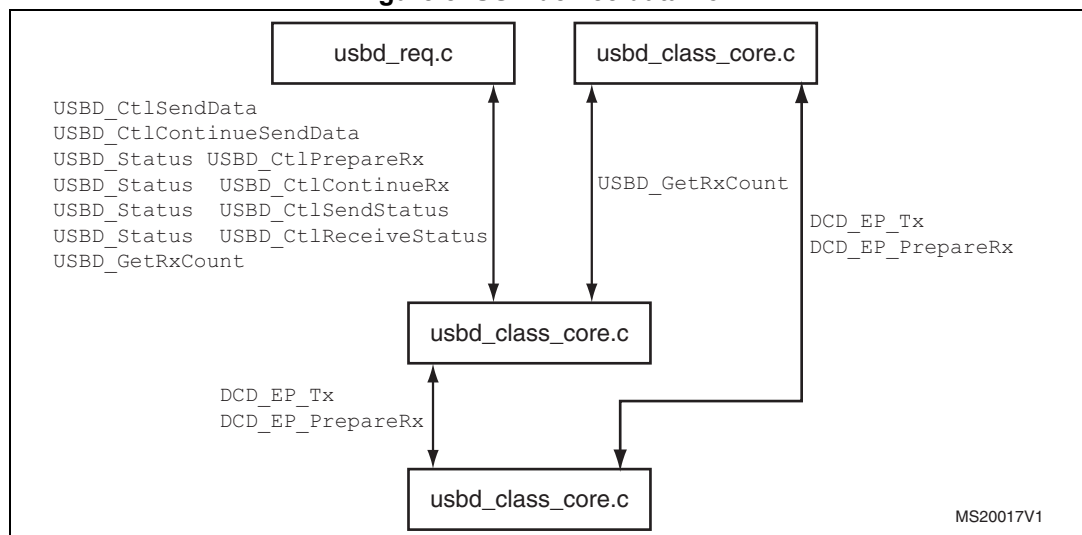 usbd_req.c
usbd_class_core.c
USBD_CtlSendData
USBD_CtlContinueSendData
USBD_Status USBD_CtlPrepareRx
USBD_Status  USBD_CtlContinueRx
USBD_Status  USBD_CtlSendStatus
USBD_Status  USBD_CtlReceiveStatus
USBD_GetRxCount
USBD_GetRxCount
DCD_EP_Tx
DCD_EP_PrepareRx
usbd_class_core.c
DCD_EP_Tx
DCD_EP_PrepareRx
usbd_class_core.c
MS20017V1